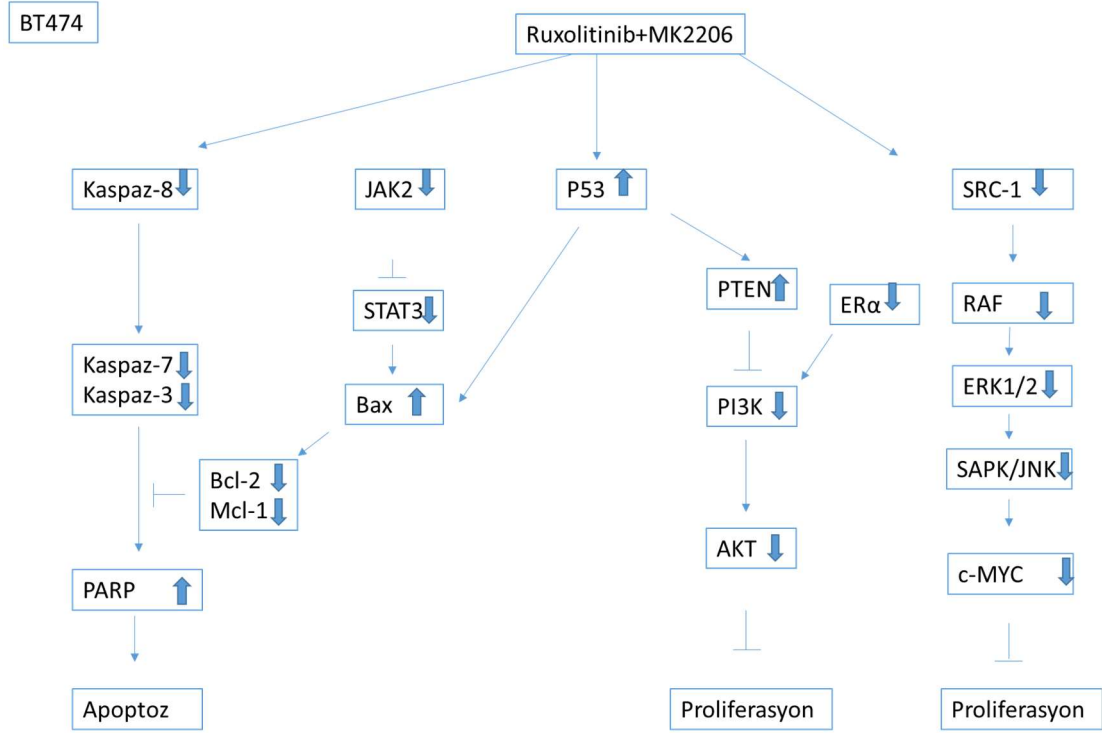 BT474
Ruxolitinib+MK2206
Kaspaz-8
JAK2
P53
SRC-1
PTEN
ERα
STAT3
RAF
Kaspaz-7
Kaspaz-3
Bax
PI3K
ERK1/2
Bcl-2
Mcl-1
SAPK/JNK
AKT
PARP
c-MYC
Apoptoz
Proliferasyon
Proliferasyon